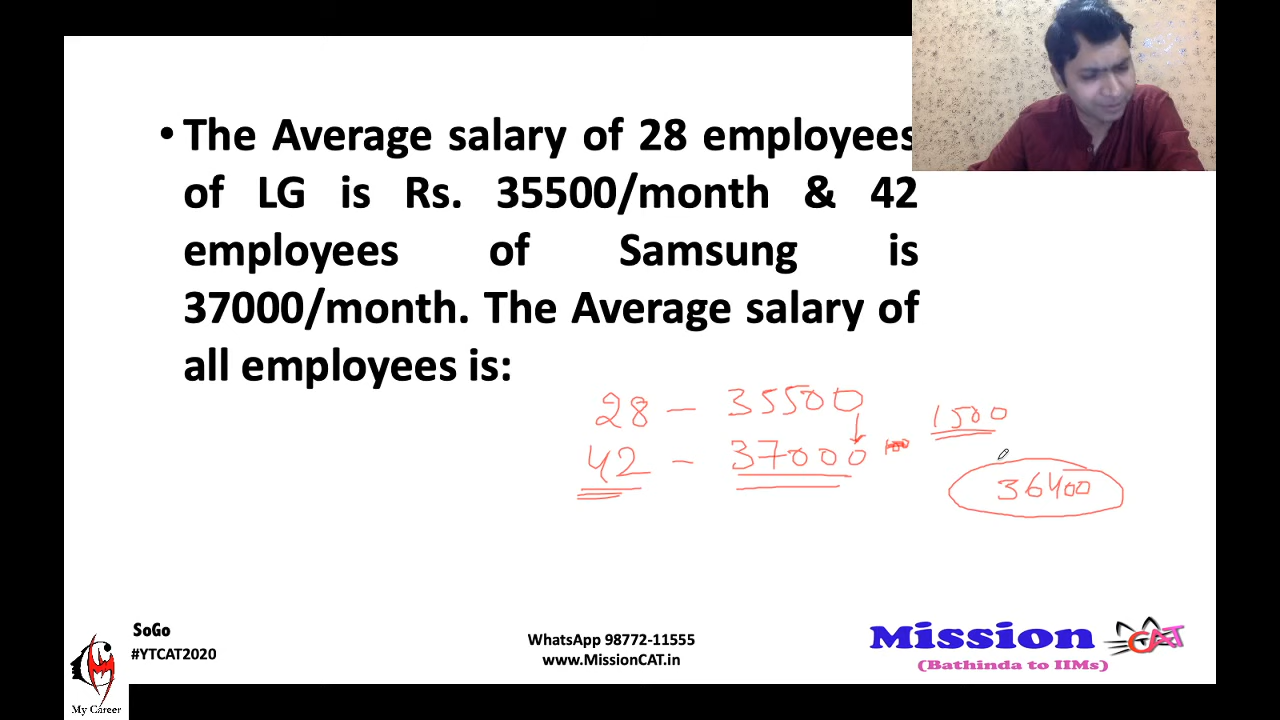 • The Average salary of 28 employees
of LG is Rs. 35500/month & 42
employees of Samsung is
37000/month. The Average salary of
all employees is:
28 - 35500
42 - 37000
1500
36400
SoGo
#YTCAT2020
My Career
WhatsApp 98772-11555
www.MissionCAT.in
Mission CAT
(Bathinda to IIMs)